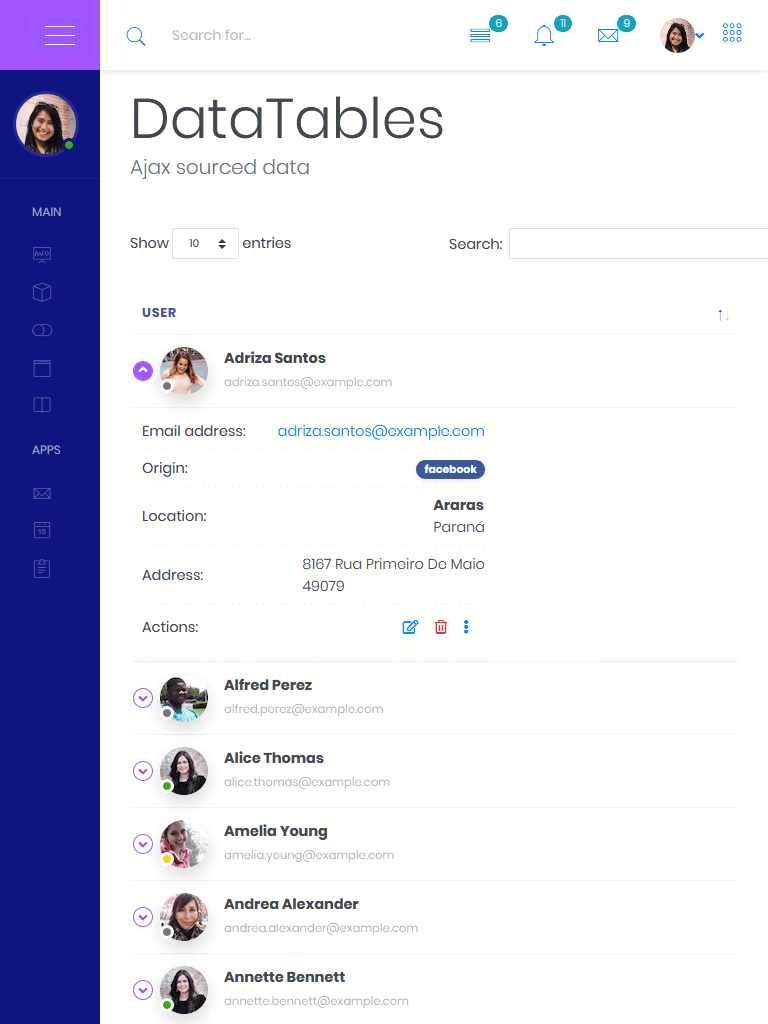 Search for...
6
11
9
MAIN
APPS
15
DataTables
Ajax sourced data
Show 10 entries
Search:
USER
Adriza Santos
adriza.santos@example.com
Email address: adriza.santos@example.com
Origin: facebook
Location: Araras
Paraná
Address: 8167 Rua Primeiro De Maio
49079
Actions:
Alfred Perez
alfred.perez@example.com
Alice Thomas
alice.thomas@example.com
Amelia Young
amelia.young@example.com
Andrea Alexander
andrea.alexander@example.com
Annette Bennett
annette.bennett@example.com